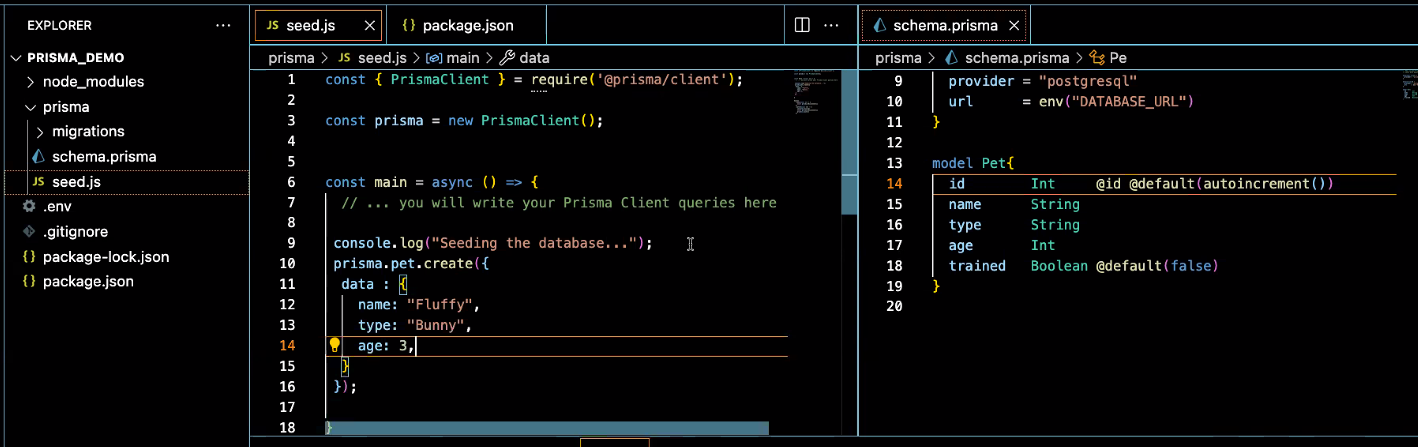 EXPLORER
PRISMA_DEMO
node_modules
prisma
migrations
schema.prisma
JS seed.js
.env
.gitignore
{} package-lock.json
{} package.json
JS seed.js
{} package.json
prisma > JS seed.js > main > data
1 const { PrismaClient } = require('@prisma/client');
2
3 const prisma = new PrismaClient();
4
5
6 const main = async () => {
7 // ... you will write your Prisma Client queries here
8
9 console.log("Seeding the database...");
10 prisma.pet.create({
11 data : {
12 name: "Fluffy",
13 type: "Bunny",
14 age: 3,
15 }
16 });
17
18 }
schema.prisma
prisma > schema.prisma > Pe
9 provider = "postgresql"
10 url = env("DATABASE_URL")
11 }
12
13 model Pet{
14 id Int @id @default(autoincrement())
15 name String
16 type String
17 age Int
18 trained Boolean @default(false)
19 }
20